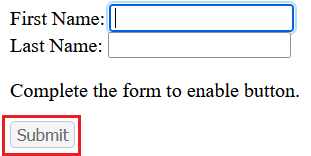 First Name:
Last Name:
Complete the form to enable button.
Submit